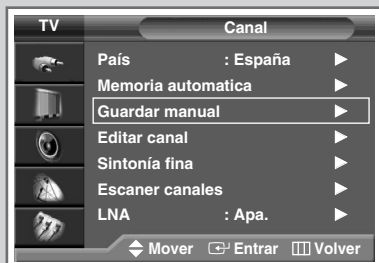 TV Canal
País : España
Memoria automatica
Guardar manual
Editar canal
Sintonía fina
Escaner canales
LNA : Apa.
Mover Entrar Volver